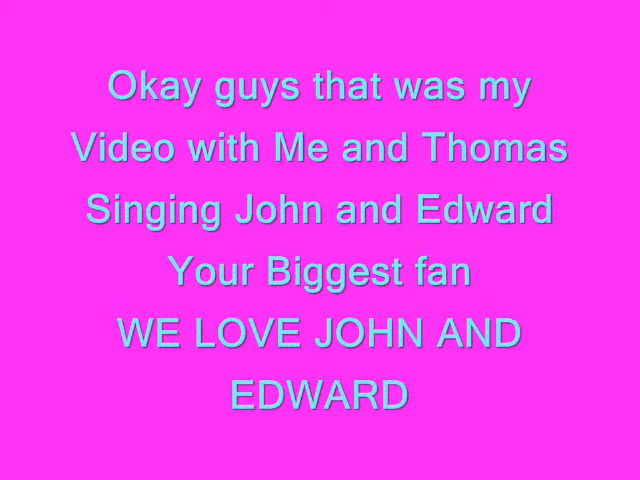 Okay guys that was my
Video with Me and Thomas
Singing John and Edward
Your Biggest fan
WE LOVE JOHN AND
EDWARD